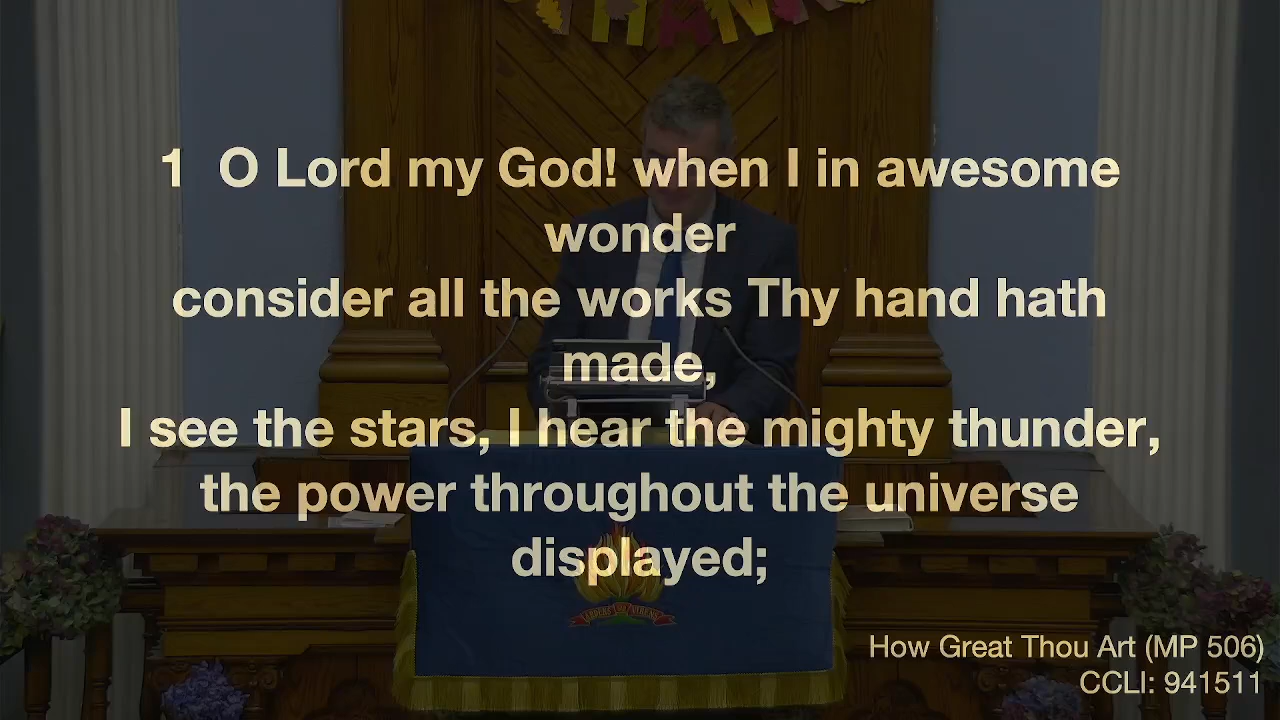 1 O Lord my God! when I in awesome
wonder
consider all the works Thy hand hath
made,
I see the stars, I hear the mighty thunder,
the power throughout the universe
displayed;
How Great Thou Art (MP 506)
CCLI: 941511